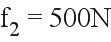 f₂ = 500N